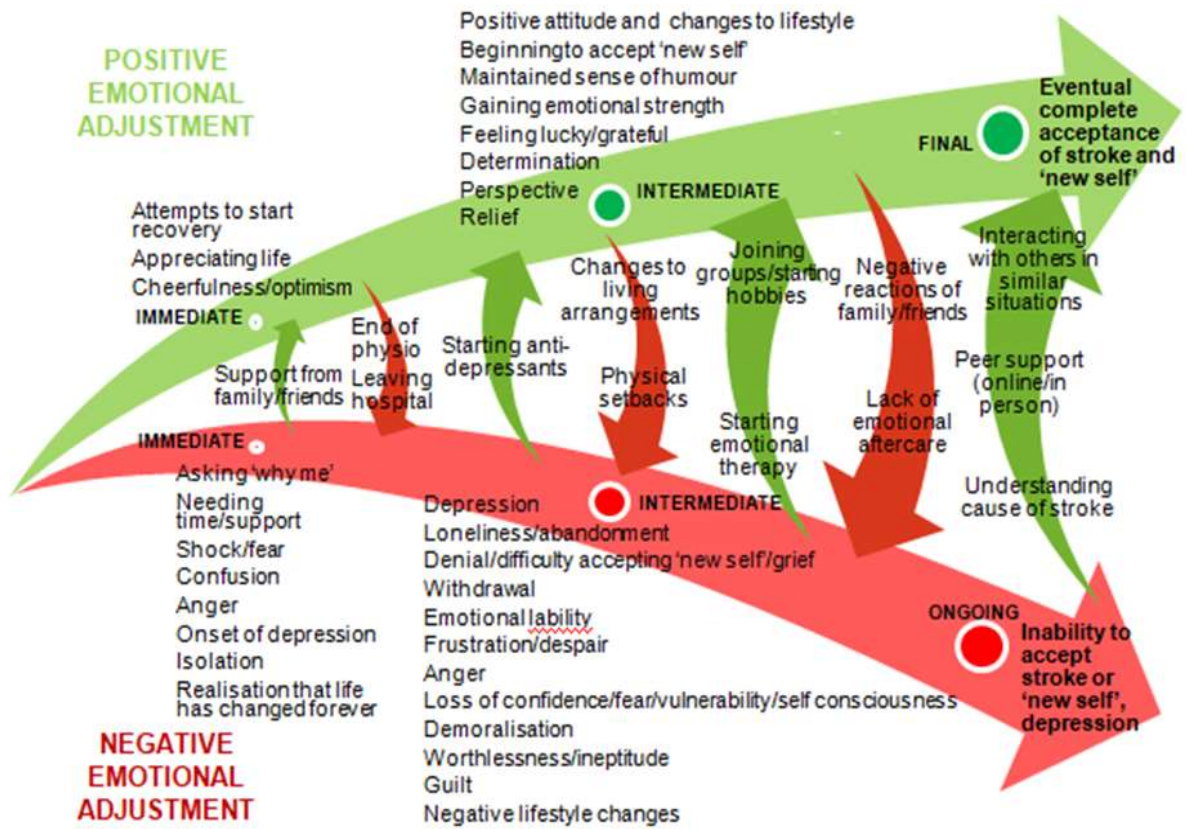 POSITIVE
EMOTIONAL
ADJUSTMENT
Positive attitude and changes to lifestyle
Beginningto accept ‘new self’
Maintained sense of humour
Gaining emotional strength
Feeling lucky/grateful
Determination
Perspective
Relief
INTERMEDIATE
FINAL
Eventual
complete
acceptance
of stroke and
‘new self’
Attempts to start
recovery
Appreciating life
Cheerfulness/optimism
IMMEDIATE
Support from
family/friends
End of
physio
Leaving
hospital
Starting anti-
depressants
Changes to
living
arrangements
Physical
setbacks
Joining
groups/starting
hobbies
Starting
emotional
therapy
Negative
reactions of
family/friends
Lack of
emotional
aftercare
Interacting
with others in
similar
situations
Peer support
(online/in
person)
Understanding
cause of stroke
IMMEDIATE
Asking ‘why me’
Needing
time/support
Shock/fear
Confusion
Anger
Onset of depression
Isolation
Realisation that life
has changed forever
INTERMEDIATE
Depression
Loneliness/abandonment
Denial/difficulty accepting ‘new self’/grief
Withdrawal
Emotional lability
Frustration/despair
Anger
Loss of confidence/fear/vulnerability/self consciousness
Demoralisation
Worthlessness/ineptitude
Guilt
Negative lifestyle changes
ONGOING
Inability to
accept
stroke or
‘new self’,
depression
NEGATIVE
EMOTIONAL
ADJUSTMENT